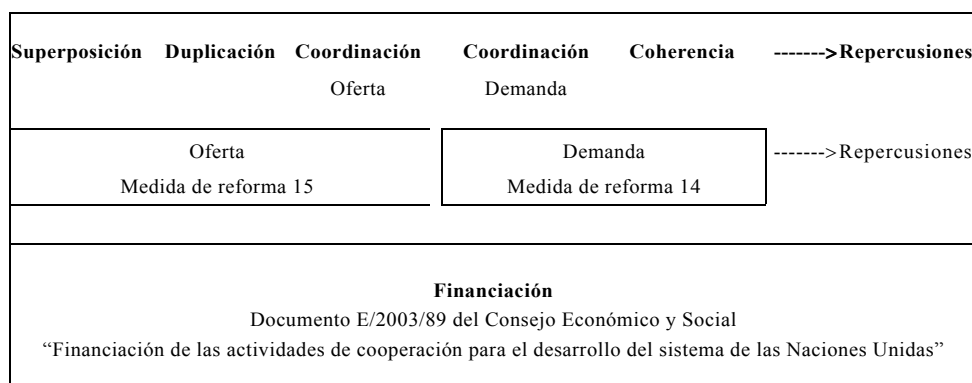 Superposición Duplicación Coordinación Coordinación Coherencia ------->Repercusiones
Oferta Demanda
Oferta Demanda ------->Repercusiones
Medida de reforma 15 Medida de reforma 14
Financiación
Documento E/2003/89 del Consejo Económico y Social
“Financiación de las actividades de cooperación para el desarrollo del sistema de las Naciones Unidas”